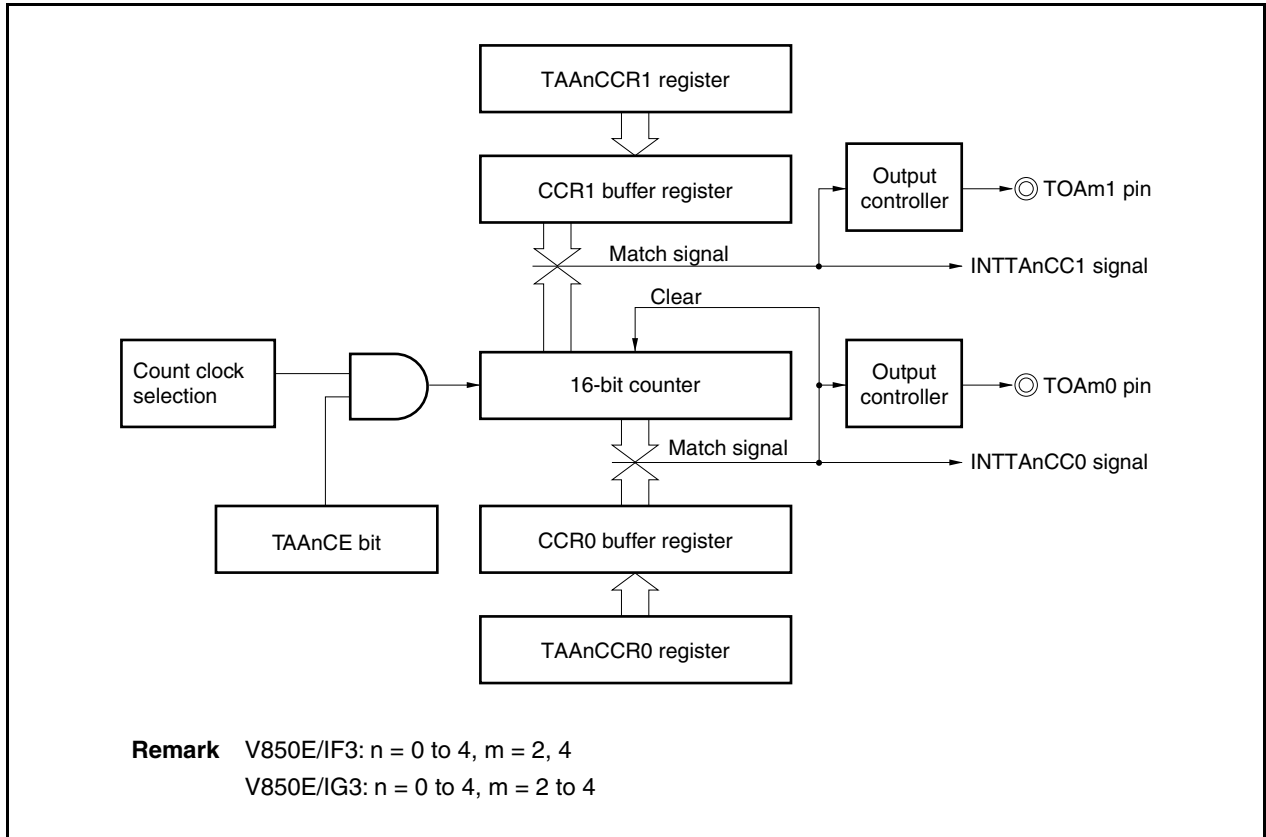 TAAnCCR1 register
CCR1 buffer register
Output
controller
TOAm1 pin
Match signal
INTTAnCC1 signal
Clear
Count clock
selection
16-bit counter
Output
controller
TOAm0 pin
Match signal
INTTAnCC0 signal
TAAnCE bit
CCR0 buffer register
TAAnCCR0 register
Remark V850E/IF3: n = 0 to 4, m = 2, 4
V850E/IG3: n = 0 to 4, m = 2 to 4